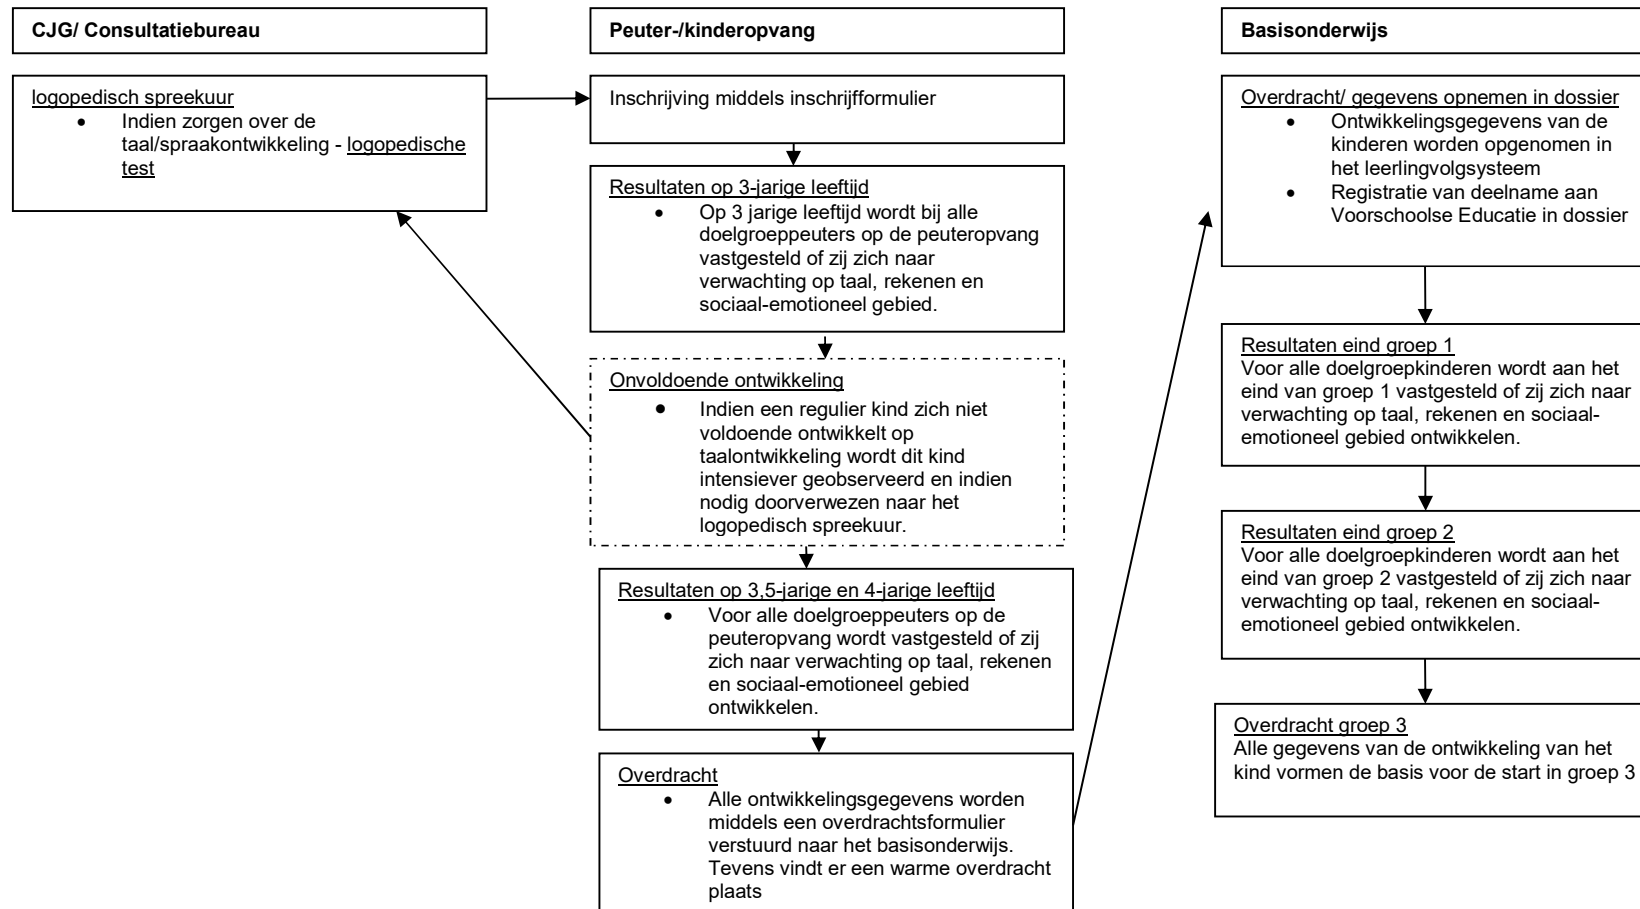 CJG/ Consultatiebureau
logopedisch spreekuur
• Indien zorgen over de
taal/spraakontwikkeling - logopedische
test
Peuter-/kinderopvang
Inschrijving middels inschrijfformulier
Resultaten op 3-jarige leeftijd
• Op 3 jarige leeftijd wordt bij alle
doelgroeppeuters op de peuteropvang
vastgesteld of zij zich naar
verwachting op taal, rekenen en
sociaal-emotioneel gebied.
Onvoldoende ontwikkeling
• Indien een regulier kind zich niet
voldoende ontwikkelt op
taalontwikkeling wordt dit kind
intensiever geobserveerd en indien
nodig doorverwezen naar het
logopedisch spreekuur.
Resultaten op 3,5-jarige en 4-jarige leeftijd
• Voor alle doelgroeppeuters op de
peuteropvang wordt vastgesteld of zij
zich naar verwachting op taal, rekenen
en sociaal-emotioneel gebied
ontwikkelen.
Overdracht
• Alle ontwikkelingsgegevens worden
middels een overdrachtsformulier
verstuurd naar het basisonderwijs.
Tevens vindt er een warme overdracht
plaats
Basisonderwijs
Overdracht/ gegevens opnemen in dossier
• Ontwikkelingsgegevens van de
kinderen worden opgenomen in
het leerlingvolgsysteem
• Registratie van deelname aan
Voorschoolse Educatie in dossier
Resultaten eind groep 1
Voor alle doelgroepkinderen wordt aan het
eind van groep 1 vastgesteld of zij zich naar
verwachting op taal, rekenen en sociaal-
emotioneel gebied ontwikkelen.
Resultaten eind groep 2
Voor alle doelgroepkinderen wordt aan het
eind van groep 2 vastgesteld of zij zich naar
verwachting op taal, rekenen en sociaal-
emotioneel gebied ontwikkelen.
Overdracht groep 3
Alle gegevens van de ontwikkeling van het
kind vormen de basis voor de start in groep 3